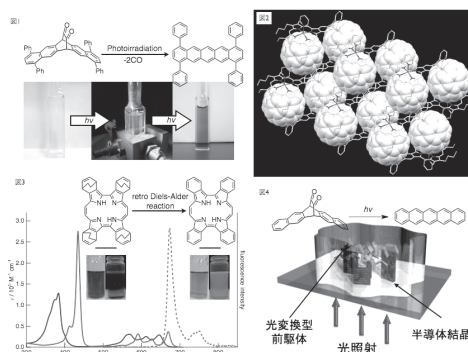 図1
Photoirradiation
-2CO
Ph
Ph
Ph
Ph
hν
hν
図2
図3
retro Diels-Alder
reaction
NH
N
N
HN
NH
N
N
HN
3.0
2.5
2.0
1.5
1.0
0.5
fluorescence intensity
図4
hν
光変換型
前駆体
光照射
半導体結晶